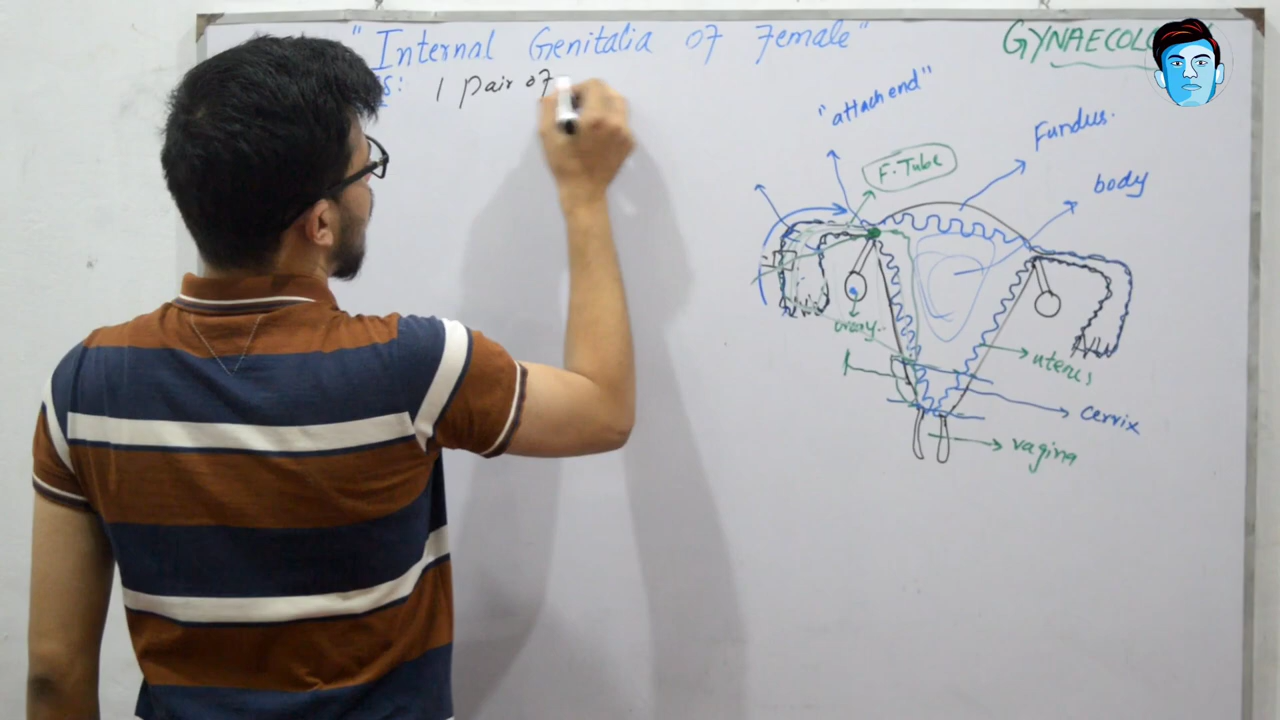 "Internal Genitalia of Female"
GYNAECOL
s: 1 pair of
"attach end"
F. Tube
Fundus.
body
ovary..
uterus
cervix
vagina